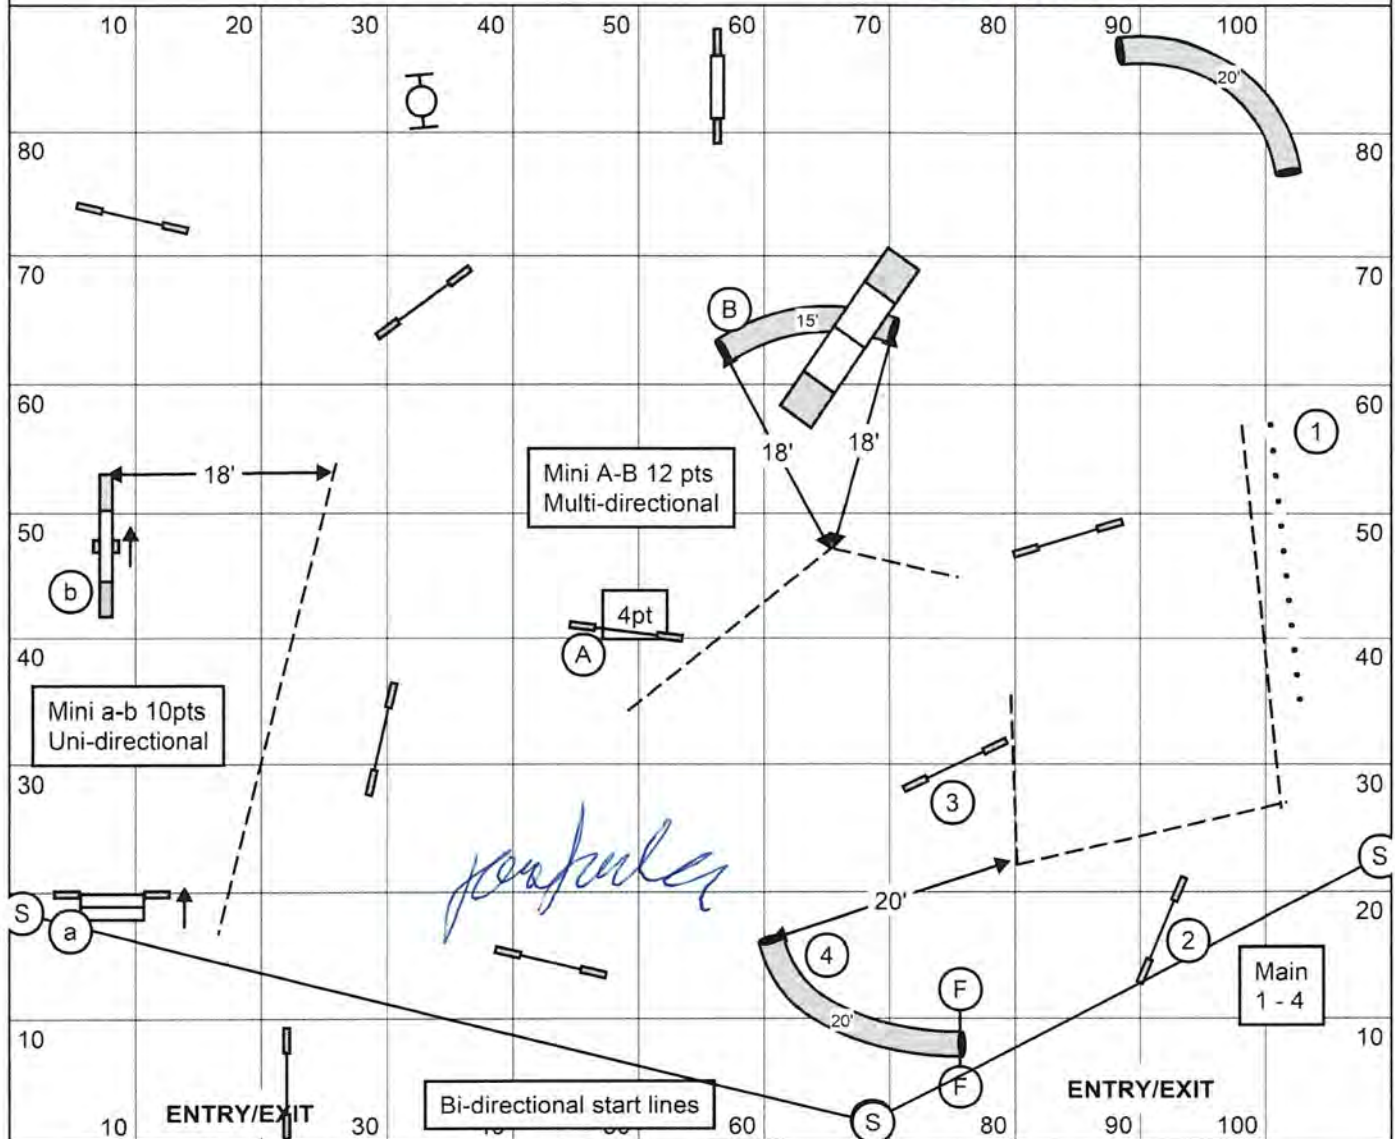 10 20 30 40 50 60 70 80 90 100
20'
80 80
70 70
B
15'
60 60
1
18' 18' 18'
Mini A-B 12 pts
Multi-directional
50 50
b
4pt
A
40 40
Mini a-b 10pts
Uni-directional
30 30
3
S
20'
20
S
a
4
2
Main
1 - 4
F
20'
10 10
F
ENTRY/EXIT
Bi-directional start lines
ENTRY/EXIT
S
10 30 60 80 100